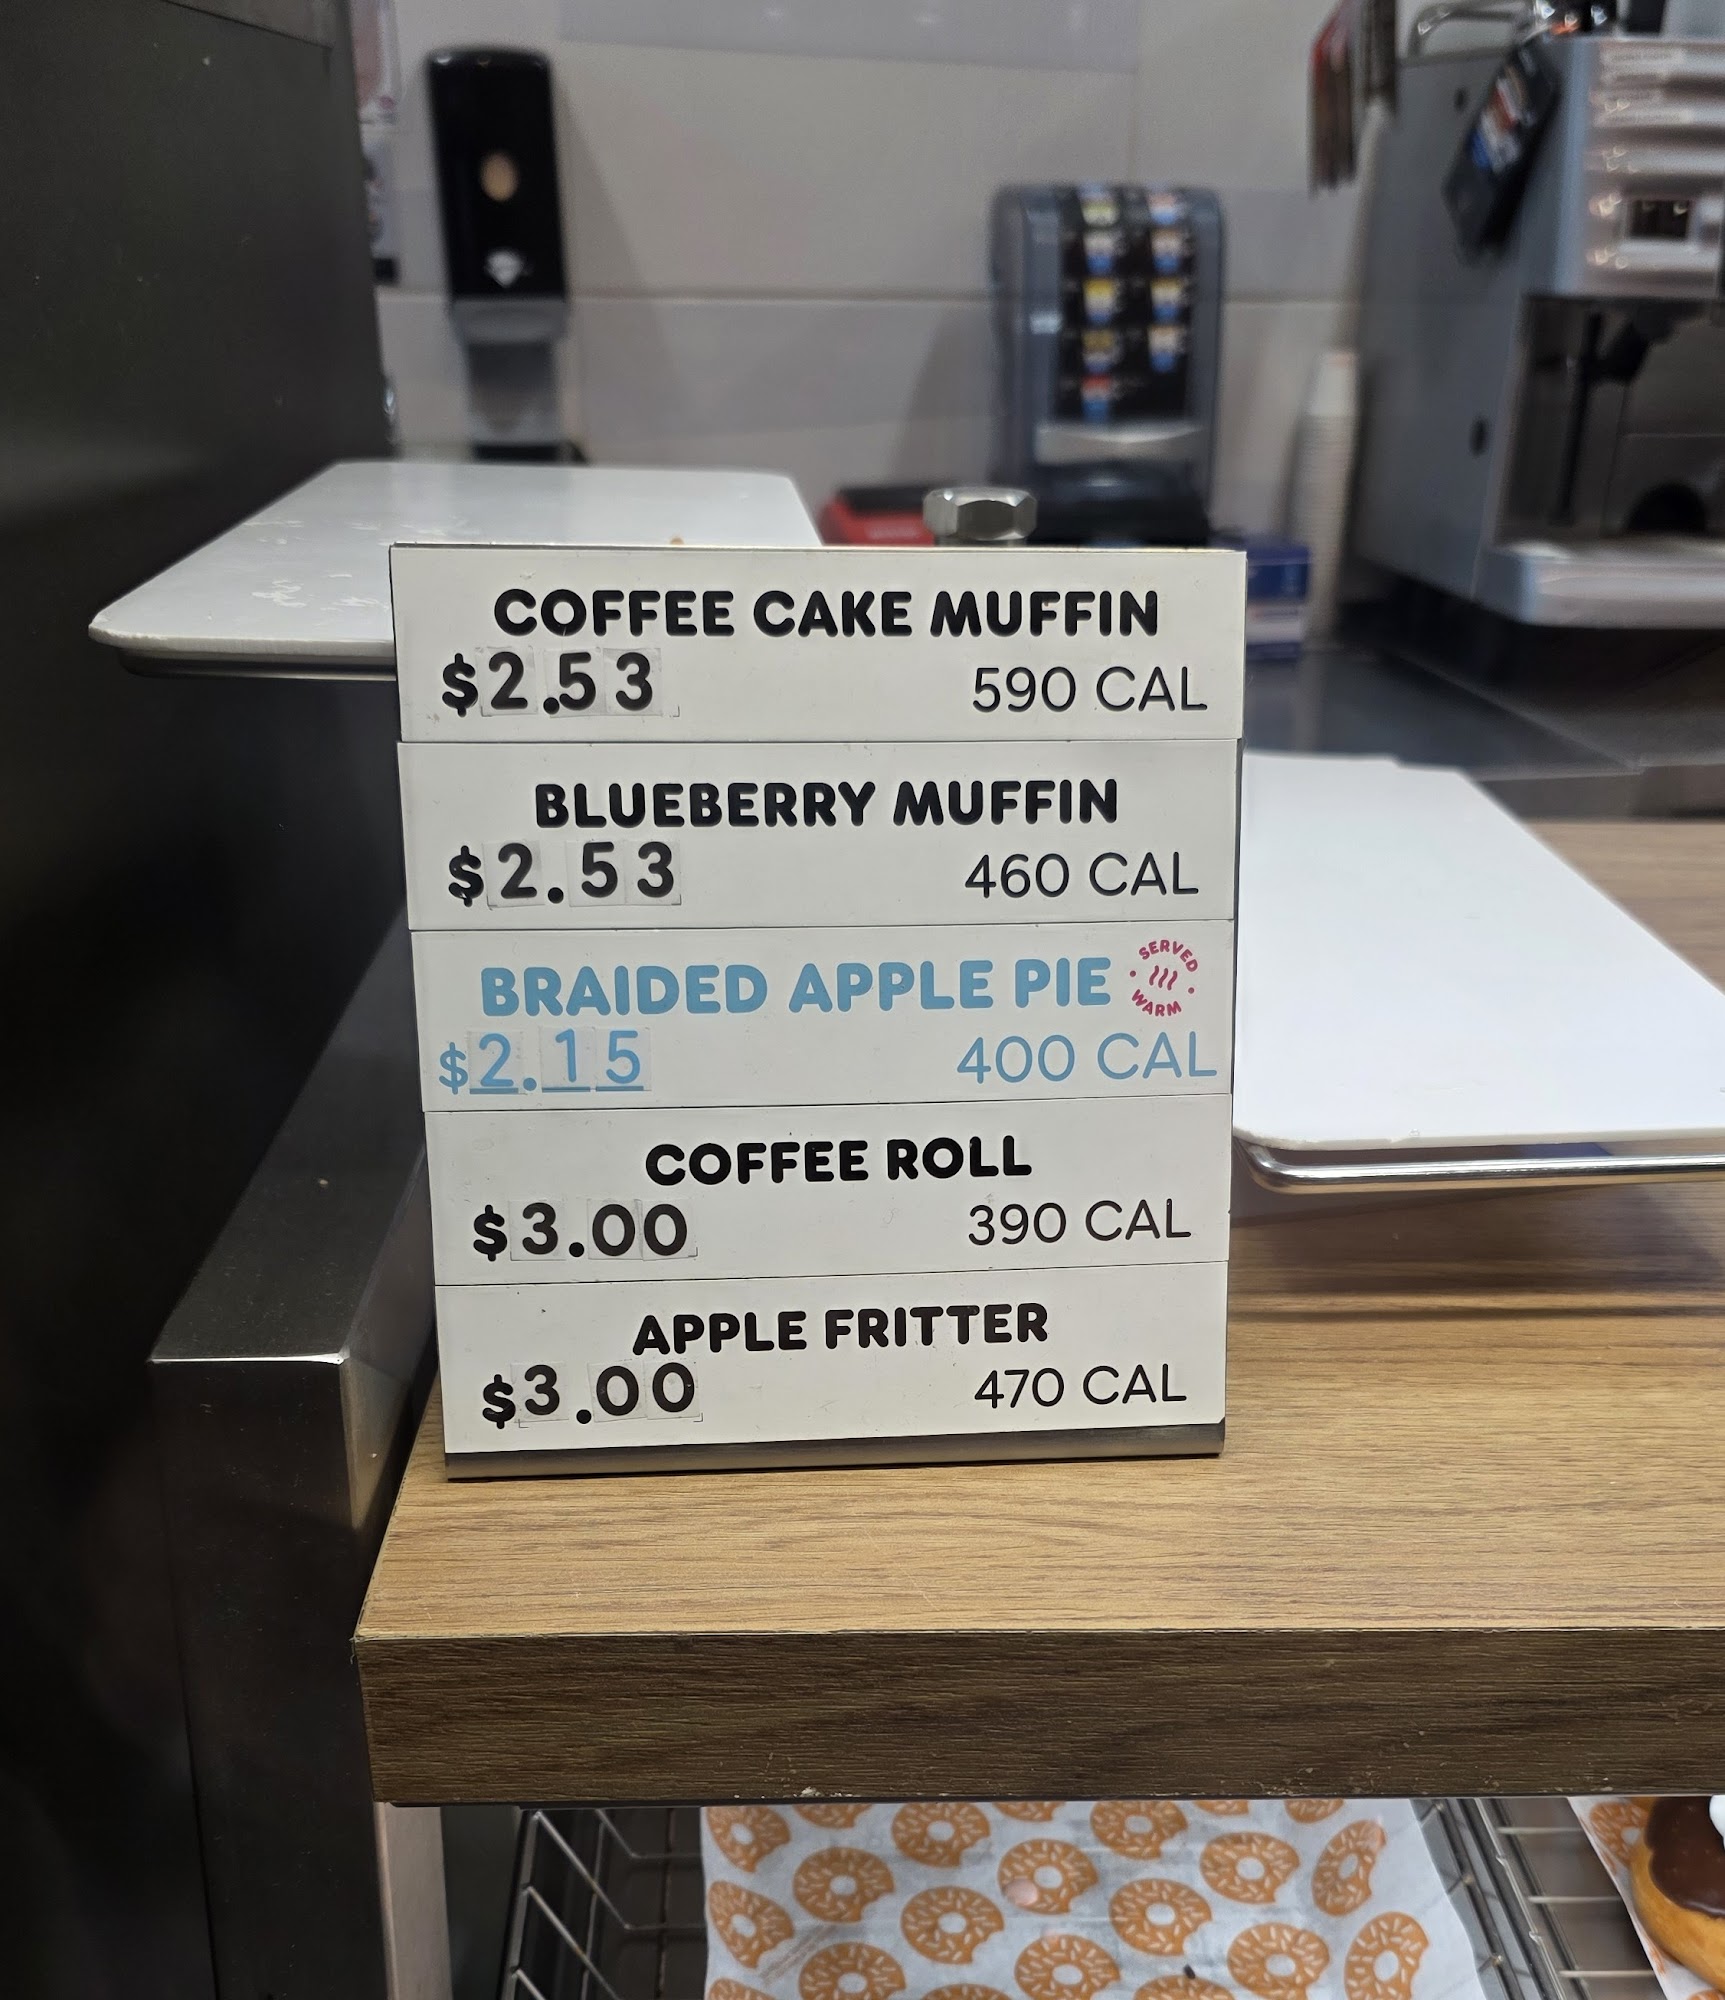 COFFEE CAKE MUFFIN
$2.53 590 CAL
BLUEBERRY MUFFIN
$2.53 460 CAL
BRAIDED APPLE PIE SERVED WARM
$2.15 400 CAL
COFFEE ROLL
$3.00 390 CAL
APPLE FRITTER
$3.00 470 CAL